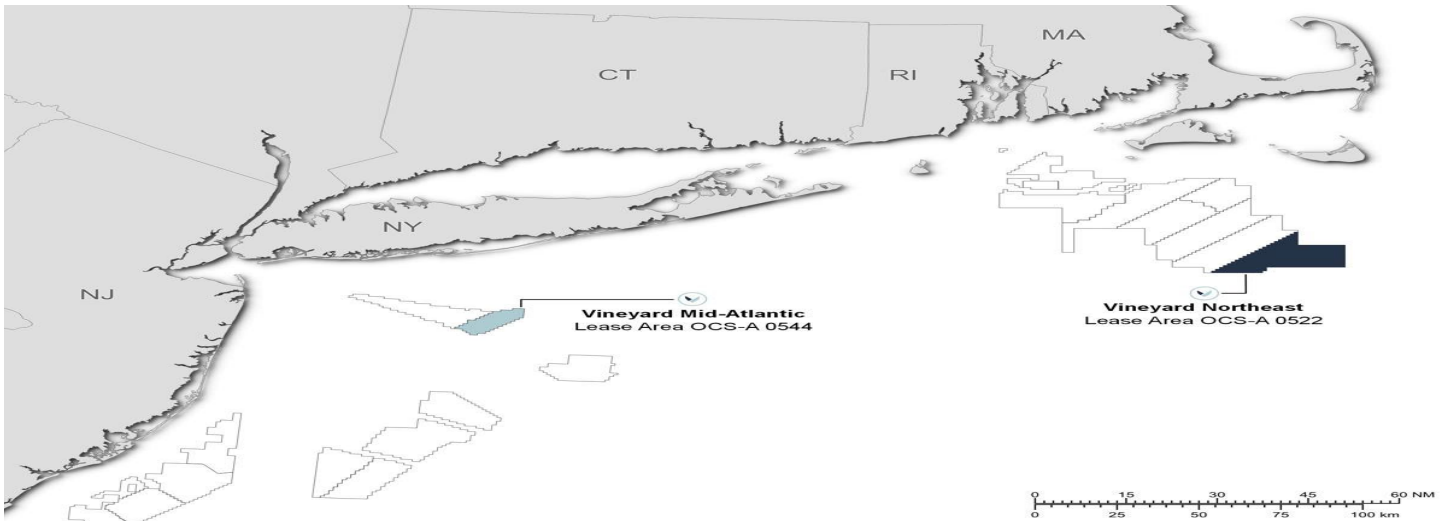 MA
CT
RI
NY
NJ
Vineyard Mid-Atlantic
Lease Area OCS-A 0544
Vineyard Northeast
Lease Area OCS-A 0522
0 15 30 45 60 NM
0 25 50 75 100 km